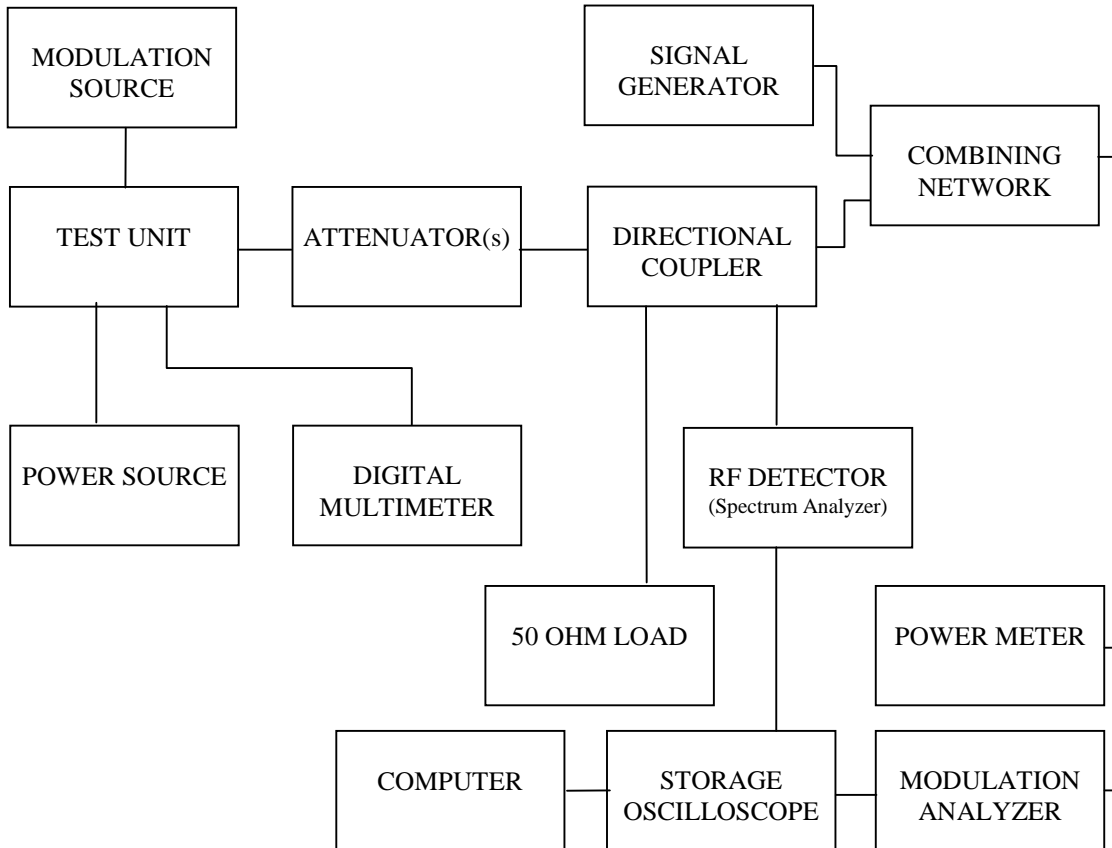 MODULATION
SOURCE
SIGNAL
GENERATOR
COMBINING
NETWORK
TEST UNIT
ATTENUATOR(s)
DIRECTIONAL
COUPLER
POWER SOURCE
DIGITAL
MULTIMETER
RF DETECTOR
(Spectrum Analyzer)
50 OHM LOAD
POWER METER
COMPUTER
STORAGE
OSCILLOSCOPE
MODULATION
ANALYZER